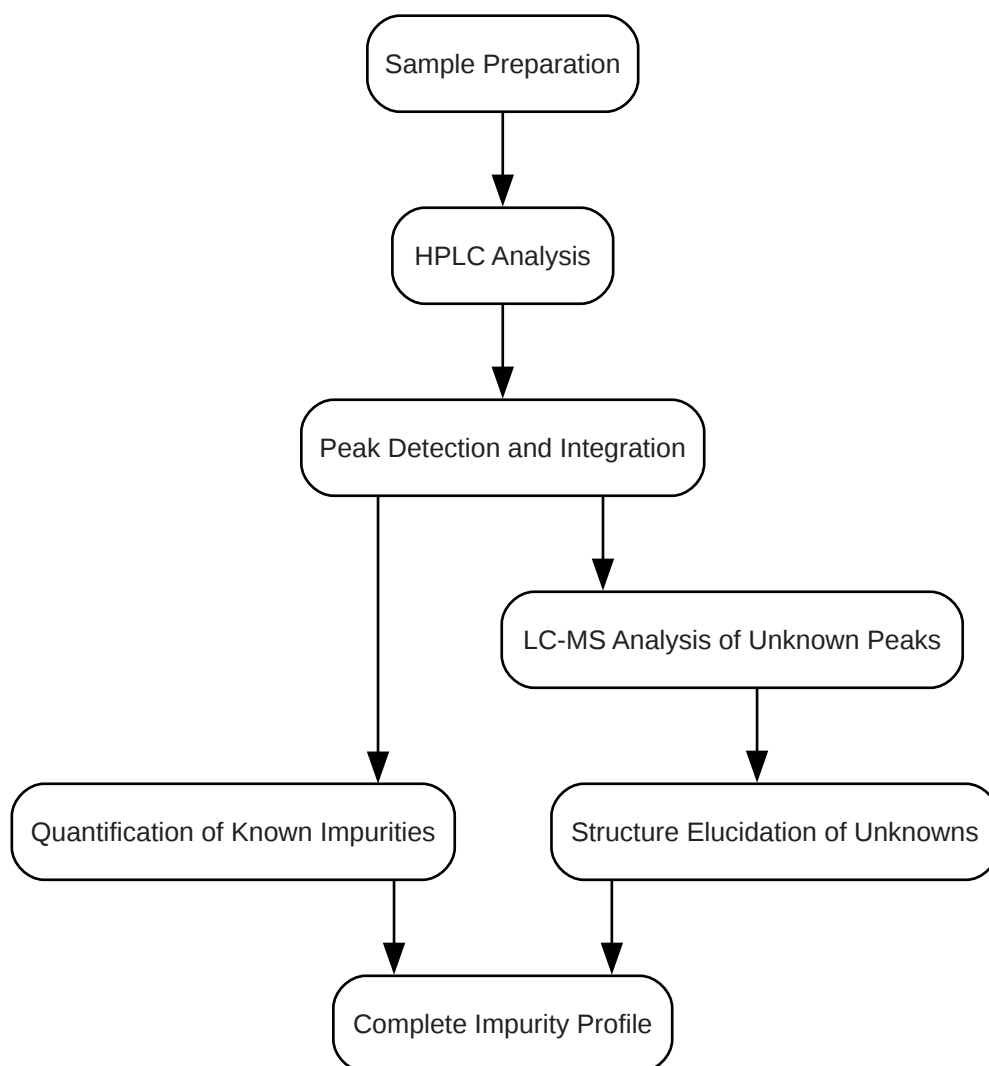 Sample Preparation
HPLC Analysis
Peak Detection and Integration
LC-MS Analysis of Unknown Peaks
Quantification of Known Impurities
Structure Elucidation of Unknowns
Complete Impurity Profile